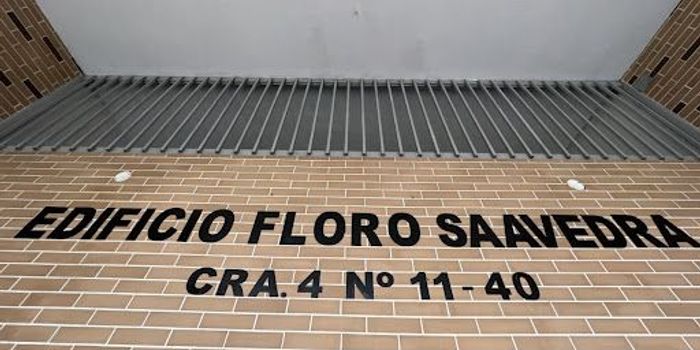 EDIFICIO FLORO SAAVEDRA
CRA. 4 Nº 11-40